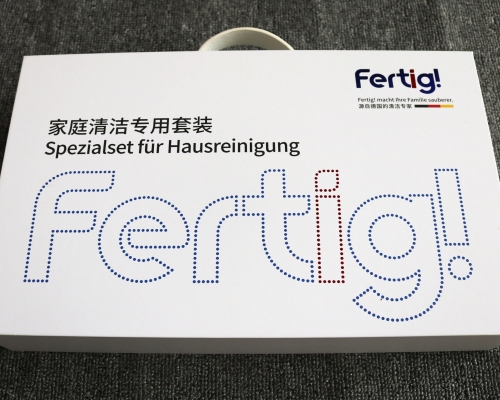 Fertig!
Fertig! macht Ihre Familie sauberer.
源自德国的清洁专家
家庭清洁专用套装
Spezialset für Hausreinigung
Fertig!